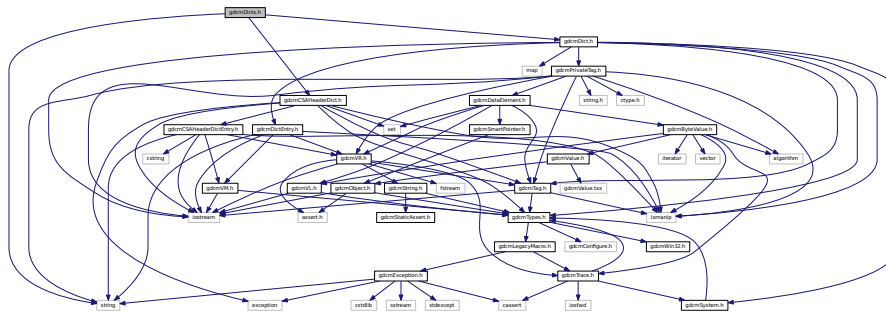 gdcmDicts.h
gdcmDict.h
map
gdcmPrivateTag.h
string.h
ctype.h
gdcmCSAHeaderDict.h
gdcmDataElement.h
gdcmCSAHeaderDictEntry.h
gdcmDictEntry.h
set
gdcmSmartPointer.h
gdcmByteValue.h
cstring
gdcmVR.h
gdcmValue.h
iterator
vector
algorithm
gdcmVM.h
gdcmVL.h
gdcmObject.h
gdcmString.h
fstream
gdcmTag.h
gdcmValue.txx
iostream
assert.h
gdcmStaticAssert.h
gdcmTypes.h
iomanip
gdcmLegacyMacro.h
gdcmConfigure.h
gdcmWin32.h
gdcmException.h
gdcmTrace.h
string
exception
cstdlib
sstream
stdexcept
cassert
iosfwd
gdcmSystem.h